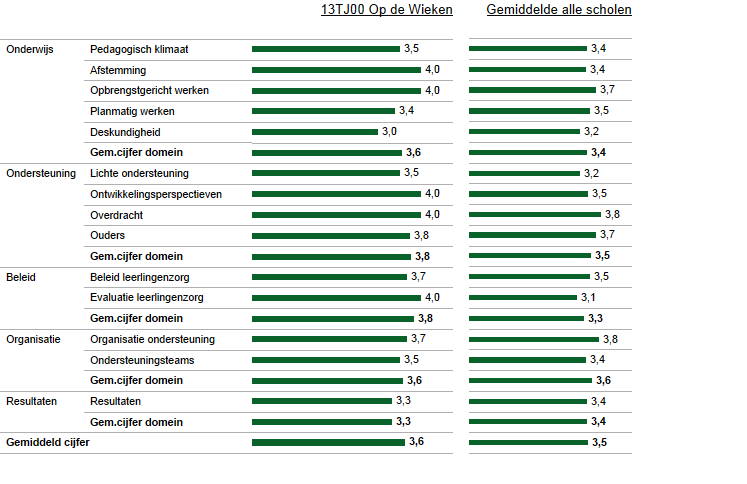 13TJ00 Op de Wieken Gemiddelde alle scholen
Onderwijs Pedagogisch klimaat 3,5 3,4
Afstemming 4,0 3,4
Opbrengstgericht werken 4,0 3,7
Planmatig werken 3,4 3,5
Deskundigheid 3,0 3,2
Gem.cijfer domein 3,6 3,4
Ondersteuning Lichte ondersteuning 3,5 3,2
Ontwikkelingsperspectieven 4,0 3,5
Overdracht 4,0 3,8
Ouders 3,8 3,7
Gem.cijfer domein 3,8 3,5
Beleid Beleid leerlingenzorg 3,7 3,5
Evaluatie leerlingenzorg 4,0 3,1
Gem.cijfer domein 3,8 3,3
Organisatie Organisatie ondersteuning 3,7 3,8
Ondersteuningsteams 3,5 3,4
Gem.cijfer domein 3,6 3,6
Resultaten Resultaten 3,3 3,4
Gem.cijfer domein 3,3 3,4
Gemiddeld cijfer 3,6 3,5